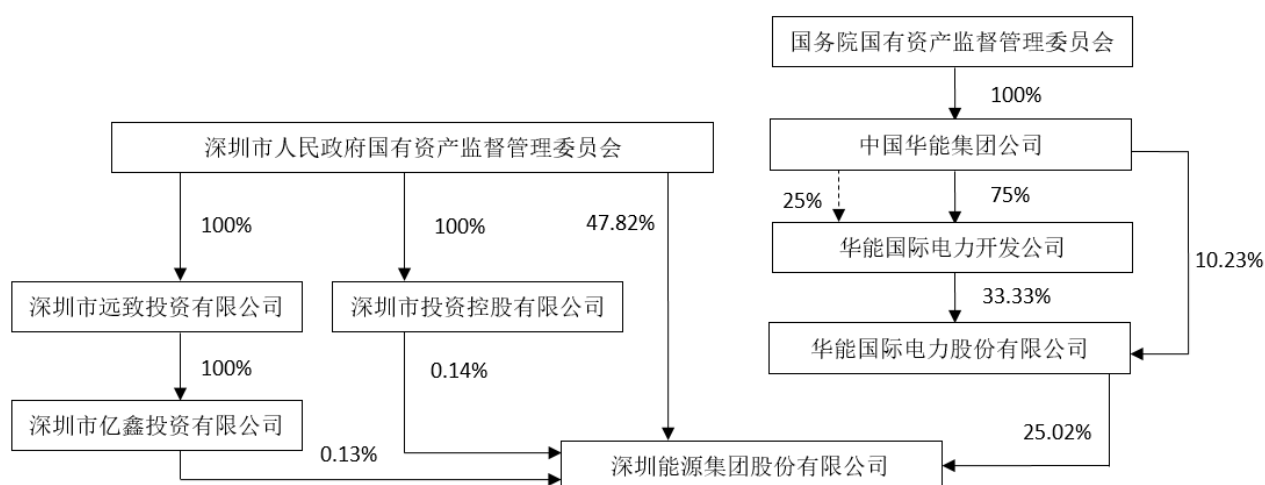 国务院国有资产监督管理委员会
100%
深圳市人民政府国有资产监督管理委员会
中国华能集团公司
25%
75%
100%
100%
47.82%
华能国际电力开发公司
10.23%
深圳市远致投资有限公司
深圳市投资控股有限公司
33.33%
华能国际电力股份有限公司
100%
0.14%
深圳市亿鑫投资有限公司
25.02%
0.13%
深圳能源集团股份有限公司